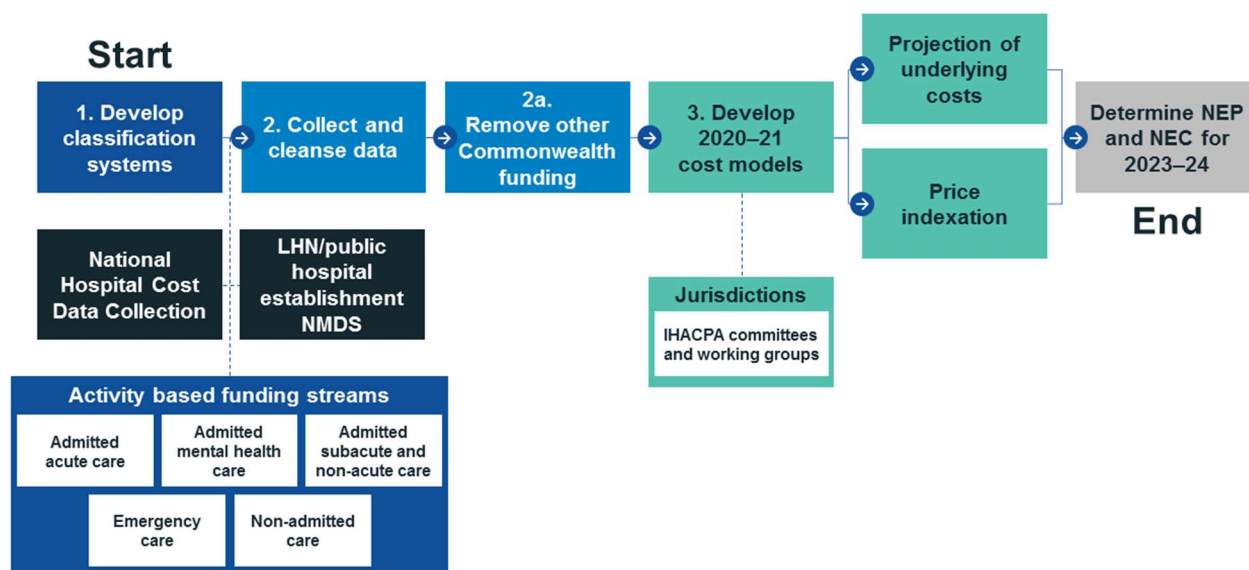 Start
1. Develop
classification
systems
2. Collect and
cleanse data
2a.
Remove other
Commonwealth
funding
3. Develop
2020–21
cost models
Projection of
underlying
costs
Price
indexation
Determine NEP
and NEC for
2023–24
End
National
Hospital Cost
Data Collection
LHN/public
hospital
establishment
NMDS
Jurisdictions
IHACPA committees
and working groups
Activity based funding streams
Admitted
acute care
Admitted
mental health
care
Admitted
subacute and
non-acute care
Emergency
care
Non-admitted
care